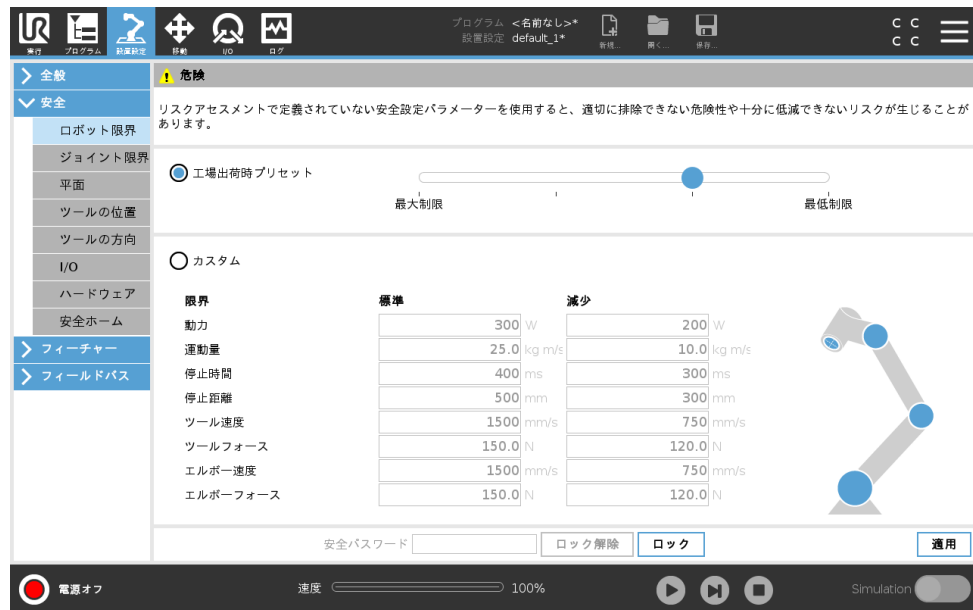 UR
実行
プログラム
設置設定
移動
I/O
ログ
プログラム <名前なし>*
設置設定 default_1*
新規...
開く...
保存...
C C
C C
全般
安全
ロボット限界
ジョイント限界
平面
ツールの位置
ツールの方向
I/O
ハードウェア
安全ホーム
フィーチャー
フィールドバス
危険
リスクアセスメントで定義されていない安全設定パラメーターを使用すると、適切に排除できない危険性や十分に低減できないリスクが生じることが
あります。
工場出荷時プリセット
最大制限 最低制限
カスタム
限界 標準 減少
動力 300 W 200 W
運動量 25.0 kg m/s 10.0 kg m/s
停止時間 400 ms 300 ms
停止距離 500 mm 300 mm
ツール速度 1500 mm/s 750 mm/s
ツールフォース 150.0 N 120.0 N
エルボー速度 1500 mm/s 750 mm/s
エルボーフォース 150.0 N 120.0 N
安全パスワード ロック解除 ロック 適用
電源オフ 速度 100% Simulation